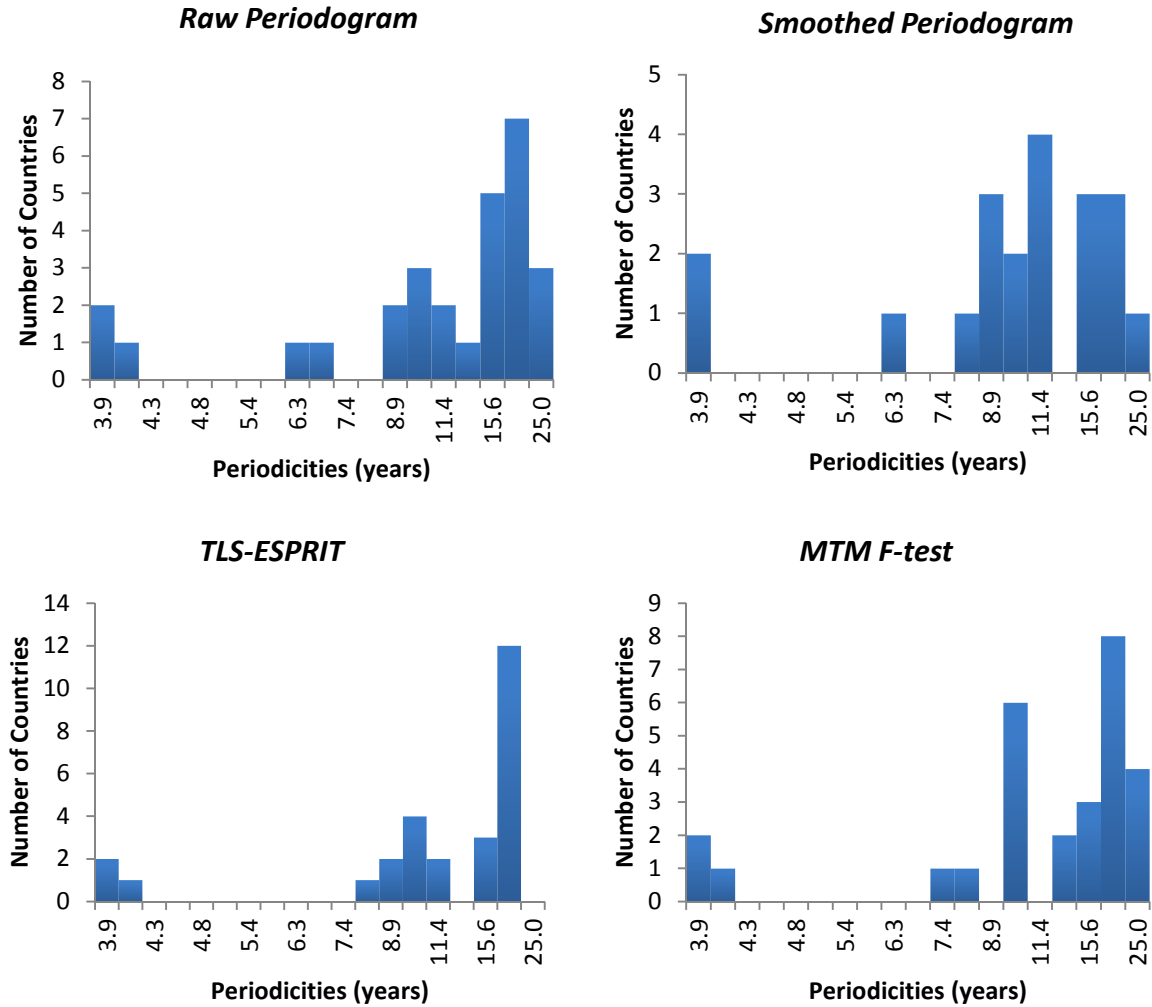 Raw Periodogram
Number of Countries
8
7
6
5
4
3
2
1
0
3.9 4.3 4.8 5.4 6.3 7.4 8.9 11.4 15.6 25.0
Periodicities (years)
Smoothed Periodogram
Number of Countries
5
4
3
2
1
0
3.9 4.3 4.8 5.4 6.3 7.4 8.9 11.4 15.6 25.0
Periodicities (years)
TLS-ESPRIT
Number of Countries
14
12
10
8
6
4
2
0
3.9 4.3 4.8 5.4 6.3 7.4 8.9 11.4 15.6 25.0
Periodicities (years)
MTM F-test
Number of Countries
9
8
7
6
5
4
3
2
1
0
3.9 4.3 4.8 5.4 6.3 7.4 8.9 11.4 15.6 25.0
Periodicities (years)